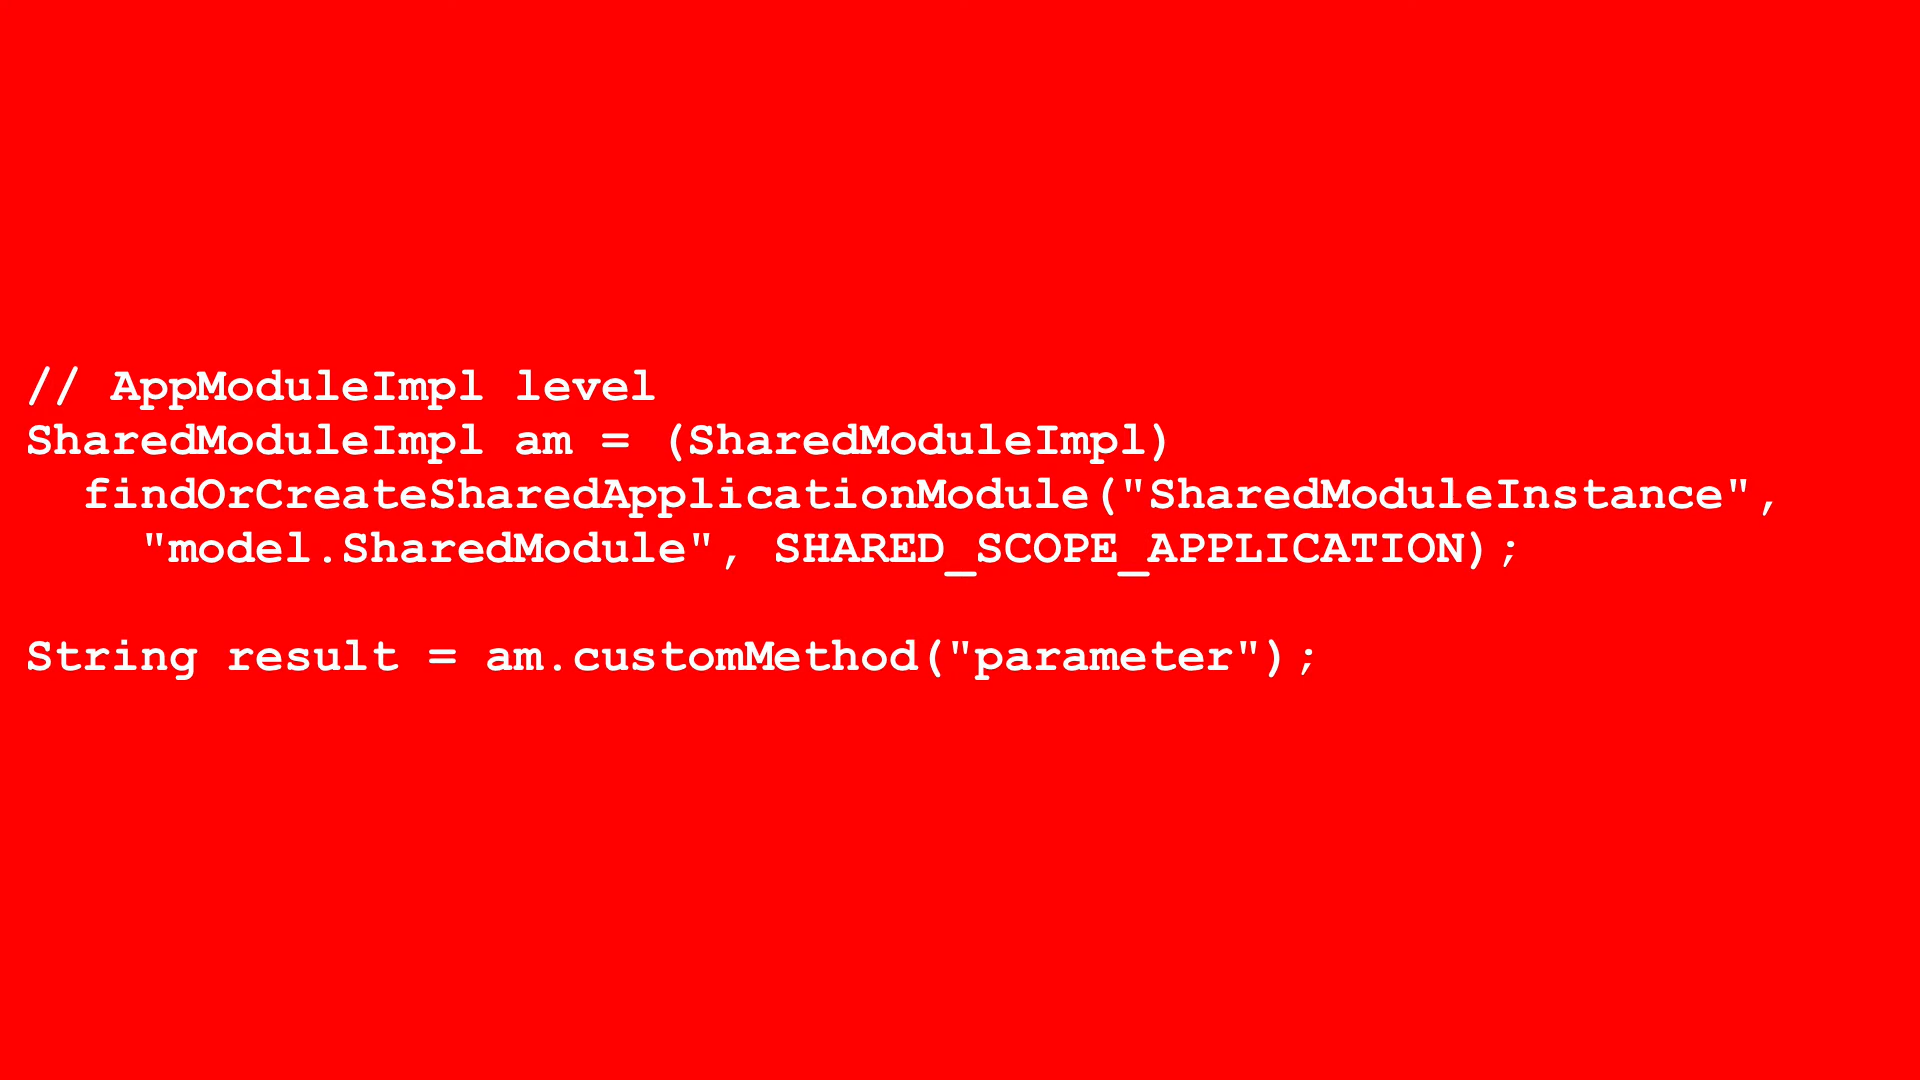 // AppModuleImpl level
SharedModuleImpl am = (SharedModuleImpl)
  findOrCreateSharedApplicationModule("SharedModuleInstance",
    "model.SharedModule", SHARED_SCOPE_APPLICATION);

String result = am.customMethod("parameter");